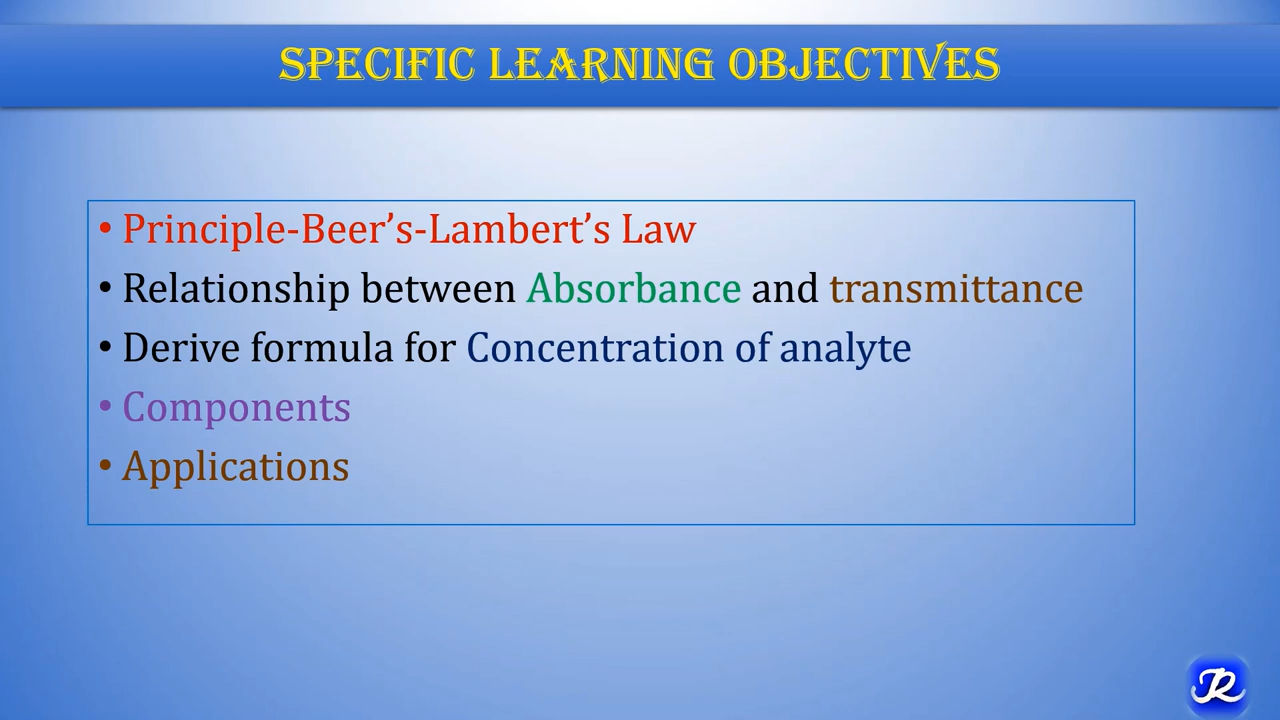 SPECIFIC LEARNING OBJECTIVES
• Principle-Beer’s-Lambert’s Law
• Relationship between Absorbance and transmittance
• Derive formula for Concentration of analyte
• Components
• Applications
JR